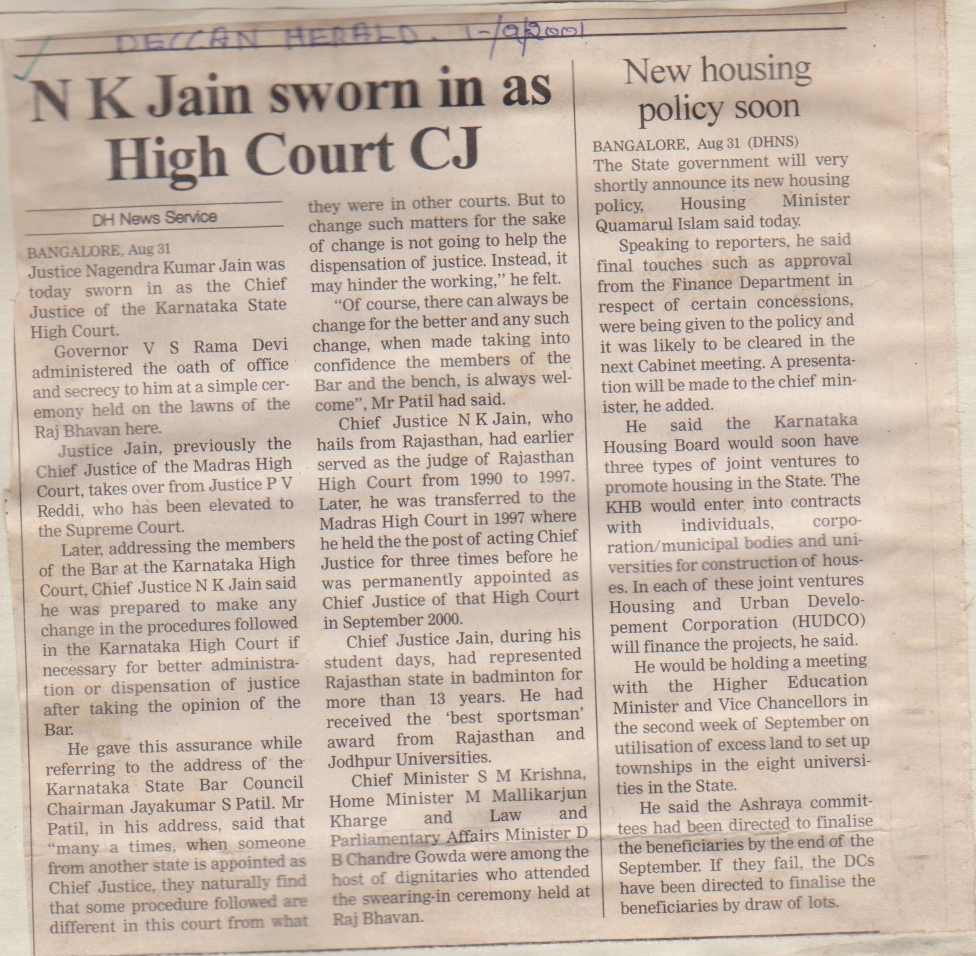 DECCAN HERALD. 1-/9/2001
N K Jain sworn in as
High Court CJ
DH News Service
BANGALORE, Aug 31
Justice Nagendra Kumar Jain was
today sworn in as the Chief
Justice of the Karnataka State
High Court.
Governor V S Rama Devi
administered the oath of office
and secrecy to him at a simple cer-
emony held on the lawns of the
Raj Bhavan here.
Justice Jain, previously the
Chief Justice of the Madras High
Court, takes over from Justice P V
Reddi, who has been elevated to
the Supreme Court.
Later, addressing the members
of the Bar at the Karnataka High
Court, Chief Justice N K Jain said
he was prepared to make any
change in the procedures followed
in the Karnataka High Court if
necessary for better administra-
tion or dispensation of justice
after taking the opinion of the
Bar.
He gave this assurance while
referring to the address of the
Karnataka State Bar Council
Chairman Jayakumar S Patil. Mr
Patil, in his address, said that
“many a times, when someone
from another state is appointed as
Chief Justice, they naturally find
that some procedure followed are
different in this court from what
they were in other courts. But to
change such matters for the sake
of change is not going to help the
dispensation of justice. Instead, it
may hinder the working,” he felt.
“Of course, there can always be
change for the better and any such
change, when made taking into
confidence the members of the
Bar and the bench, is always wel-
come”, Mr Patil had said.
Chief Justice N K Jain, who
hails from Rajasthan, had earlier
served as the judge of Rajasthan
High Court from 1990 to 1997.
Later, he was transferred to the
Madras High Court in 1997 where
he held the the post of acting Chief
Justice for three times before he
was permanently appointed as
Chief Justice of that High Court
in September 2000.
Chief Justice Jain, during his
student days, had represented
Rajasthan state in badminton for
more than 13 years. He had
received the ‘best sportsman’
award from Rajasthan and
Jodhpur Universities.
Chief Minister S M Krishna,
Home Minister M Mallikarjun
Kharge and Law and
Parliamentary Affairs Minister D
B Chandre Gowda were among the
host of dignitaries who attended
the swearing-in ceremony held at
Raj Bhavan.
New housing
policy soon
BANGALORE, Aug 31 (DHNS)
The State government will very
shortly announce its new housing
policy, Housing Minister
Quamarul Islam said today.
Speaking to reporters, he said
final touches such as approval
from the Finance Department in
respect of certain concessions,
were being given to the policy and
it was likely to be cleared in the
next Cabinet meeting. A presenta-
tion will be made to the chief min-
ister, he added.
He said the Karnataka
Housing Board would soon have
three types of joint ventures to
promote housing in the State. The
KHB would enter into contracts
with individuals, corpo-
ration/municipal bodies and uni-
versities for construction of hous-
es. In each of these joint ventures
Housing and Urban Develo-
pement Corporation (HUDCO)
will finance the projects, he said.
He would be holding a meeting
with the Higher Education
Minister and Vice Chancellors in
the second week of September on
utilisation of excess land to set up
townships in the eight universi-
ties in the State.
He said the Ashraya commit-
tees had been directed to finalise
the beneficiaries by the end of the
September. If they fail, the DCs
have been directed to finalise the
beneficiaries by draw of lots.